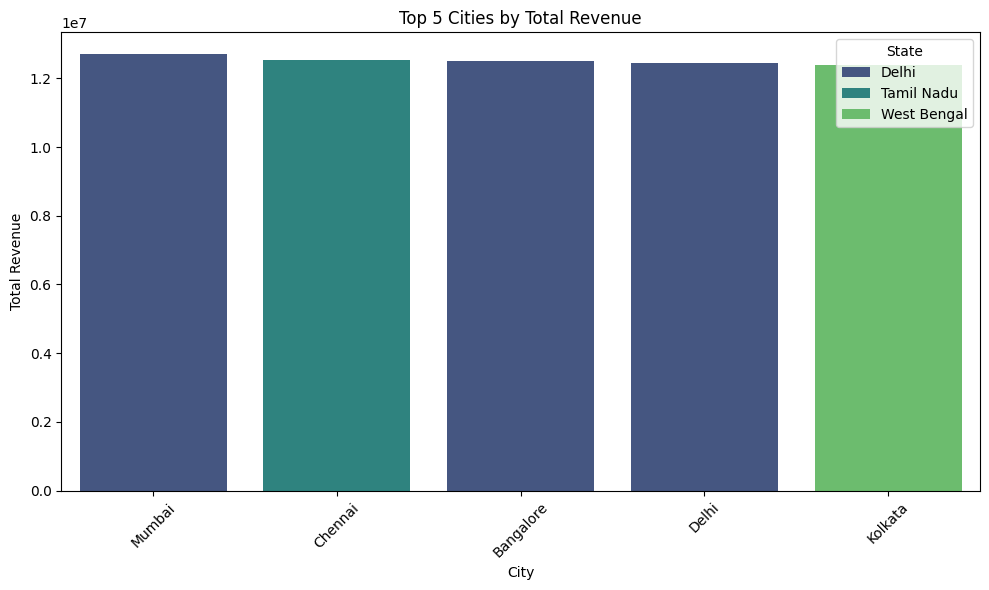 Top 5 Cities by Total Revenue
1e7
State
Delhi
Tamil Nadu
West Bengal
1.2
1.0
0.8
0.6
0.4
0.2
0.0
Total Revenue
Mumbai
Chennai
Bangalore
Delhi
Kolkata
City